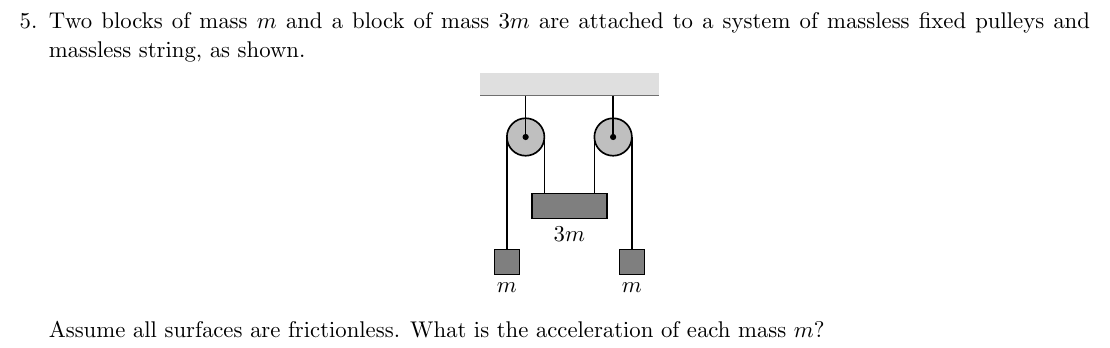 5. Two blocks of mass m and a block of mass 3m are attached to a system of massless fixed pulleys and
massless string, as shown.
3m
m
m
Assume all surfaces are frictionless. What is the acceleration of each mass m?